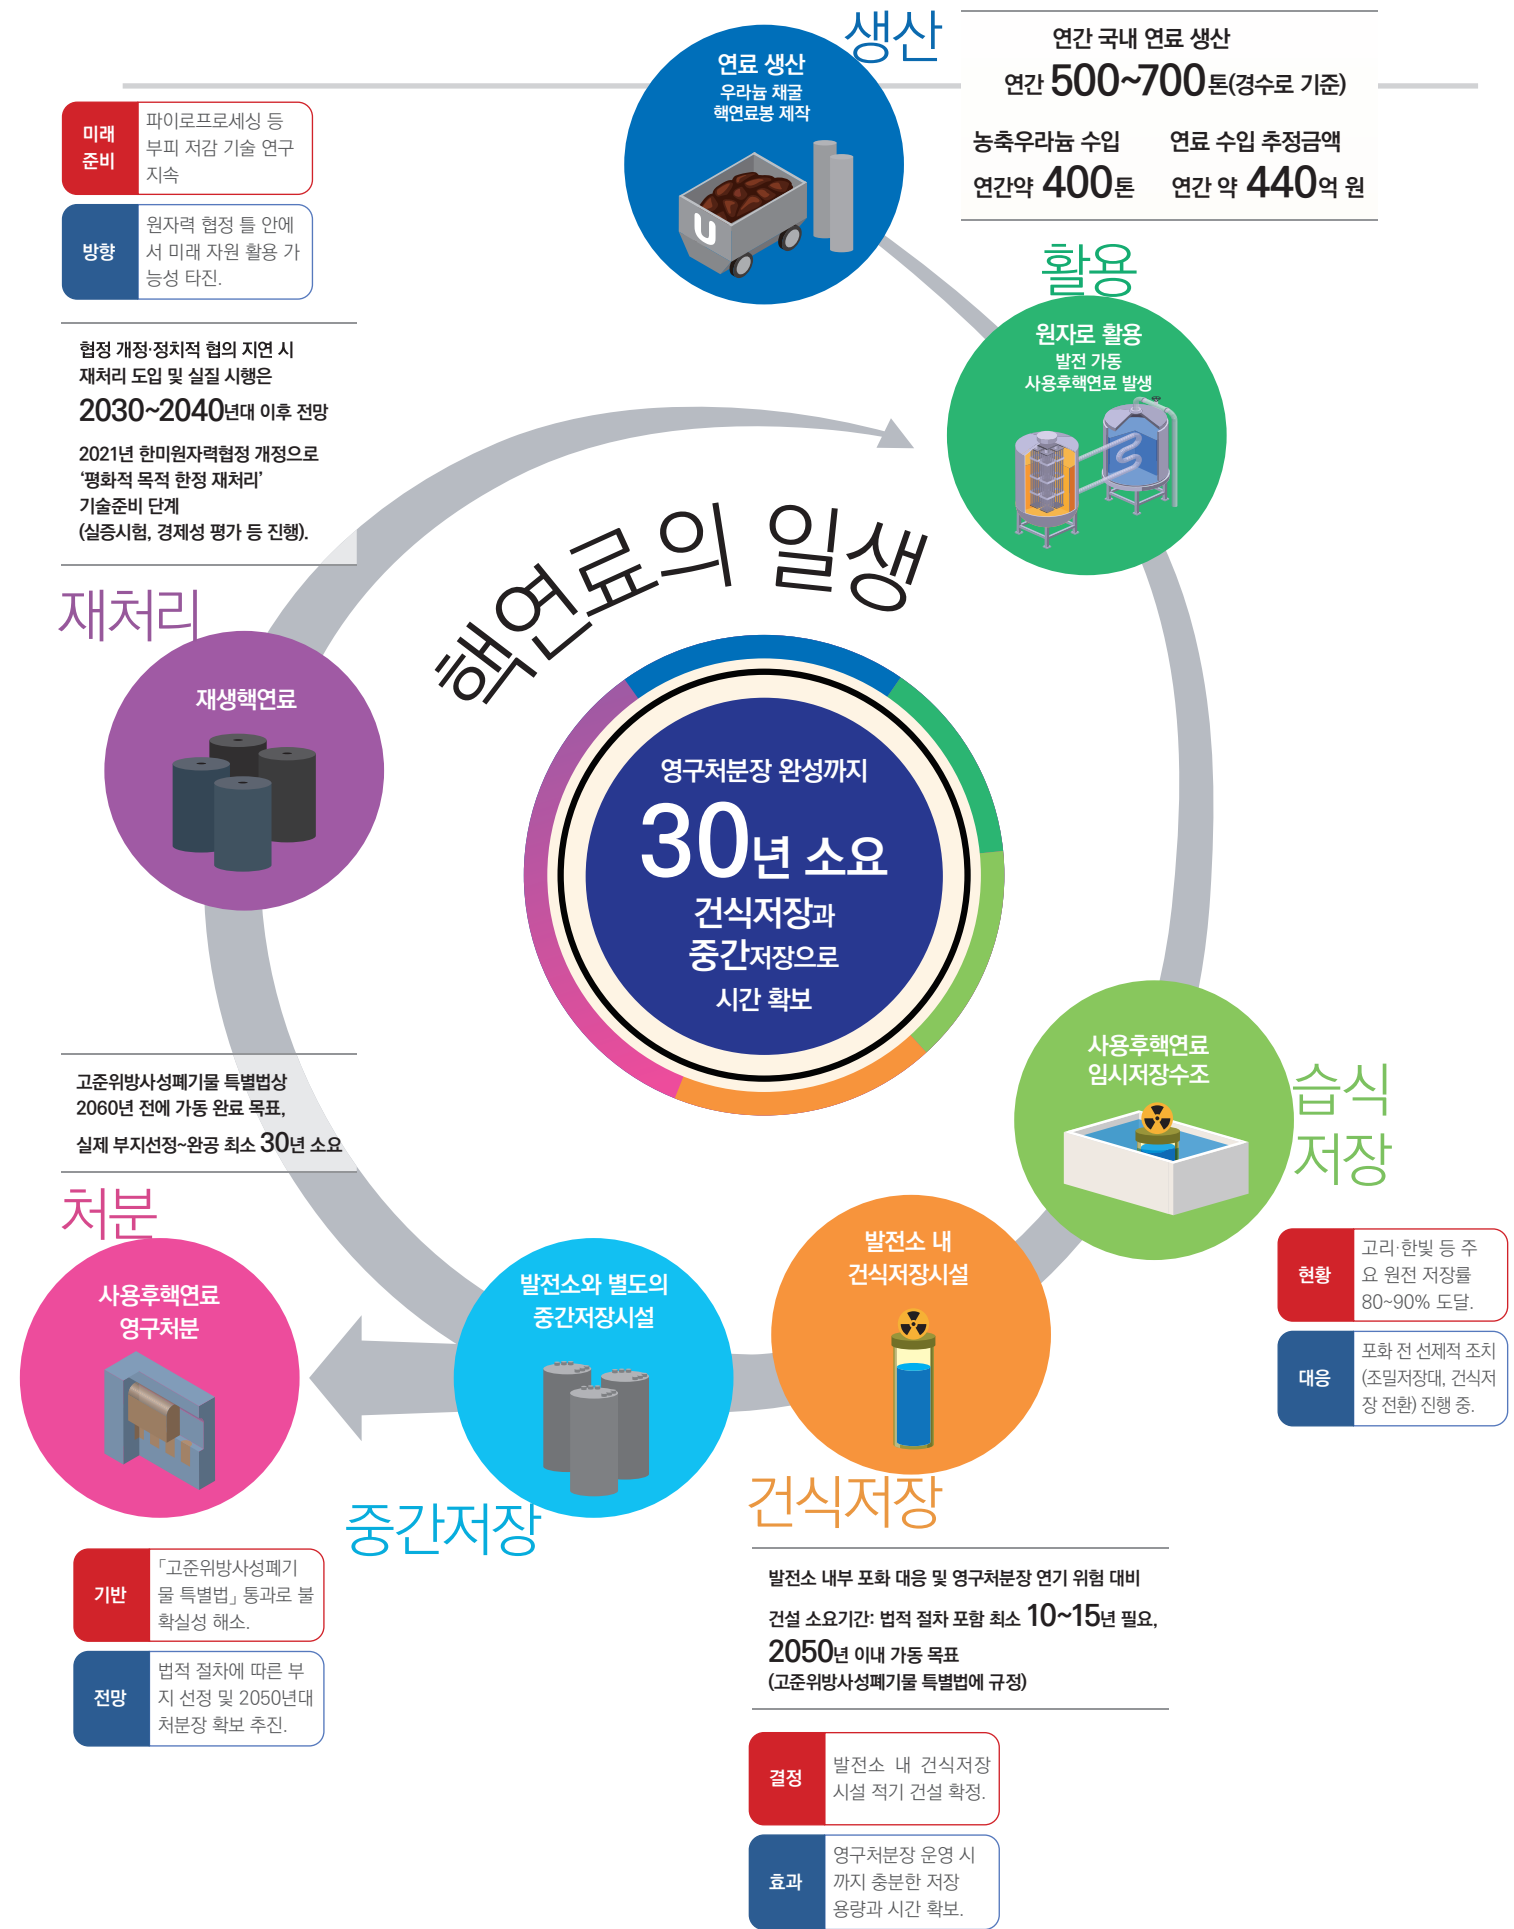 생산
연료 생산
우라늄 채굴
핵연료봉 제작
U
연간 국내 연료 생산
연간 500~700톤(경수로 기준)
농축우라늄 수입
연간약 400톤
연료 수입 추정금액
연간 약 440억 원
활용
원자로 활용
발전 가동
사용후핵연료 발생
미래
준비
파이로프로세싱 등
부피 저감 기술 연구
지속
방향
원자력 협정 틀 안에
서 미래 자원 활용 가
능성 타진.
협정 개정·정치적 협의 지연 시
재처리 도입 및 실질 시행은
2030~2040년대 이후 전망
2021년 한미원자력협정 개정으로
‘평화적 목적 한정 재처리’
기술준비 단계
(실증시험, 경제성 평가 등 진행).
재처리
재생핵연료
핵연료의 일생
영구처분장 완성까지
30년 소요
건식저장과
중간저장으로
시간 확보
사용후핵연료
임시저장수조
습식
저장
현황
고리·한빛 등 주
요 원전 저장률
80~90% 도달.
대응
포화 전 선제적 조치
(조밀저장대, 건식저
장 전환) 진행 중.
고준위방사성폐기물 특별법상
2060년 전에 가동 완료 목표,
실제 부지선정~완공 최소 30년 소요
처분
사용후핵연료
영구처분
발전소와 별도의
중간저장시설
중간저장
발전소 내
건식저장시설
건식저장
기반
「고준위방사성폐기
물 특별법」 통과로 불
확실성 해소.
전망
법적 절차에 따른 부
지 선정 및 2050년대
처분장 확보 추진.
발전소 내부 포화 대응 및 영구처분장 연기 위험 대비
건설 소요기간: 법적 절차 포함 최소 10~15년 필요,
2050년 이내 가동 목표
(고준위방사성폐기물 특별법에 규정)
결정
발전소 내 건식저장
시설 적기 건설 확정.
효과
영구처분장 운영 시
까지 충분한 저장
용량과 시간 확보.